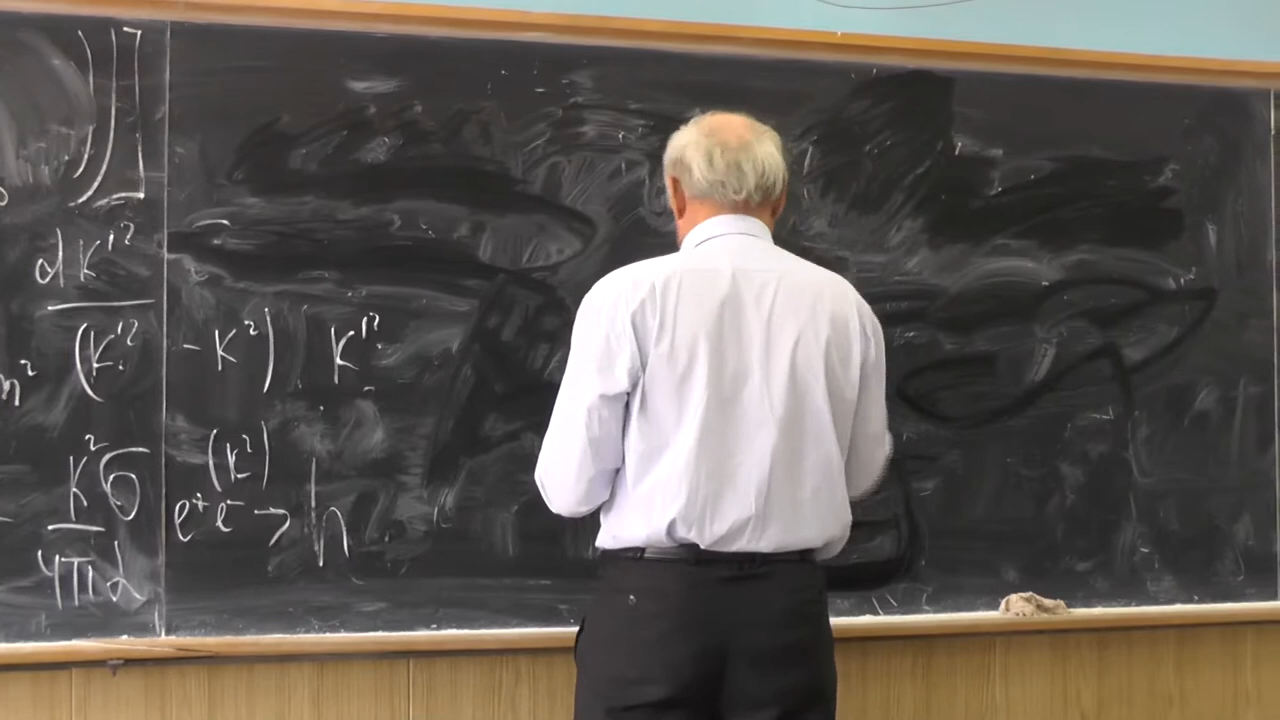 )) ]
dK'²
m² (K'² - K²) K'²
K²σ (K²)
e⁺e⁻ → h
4πα